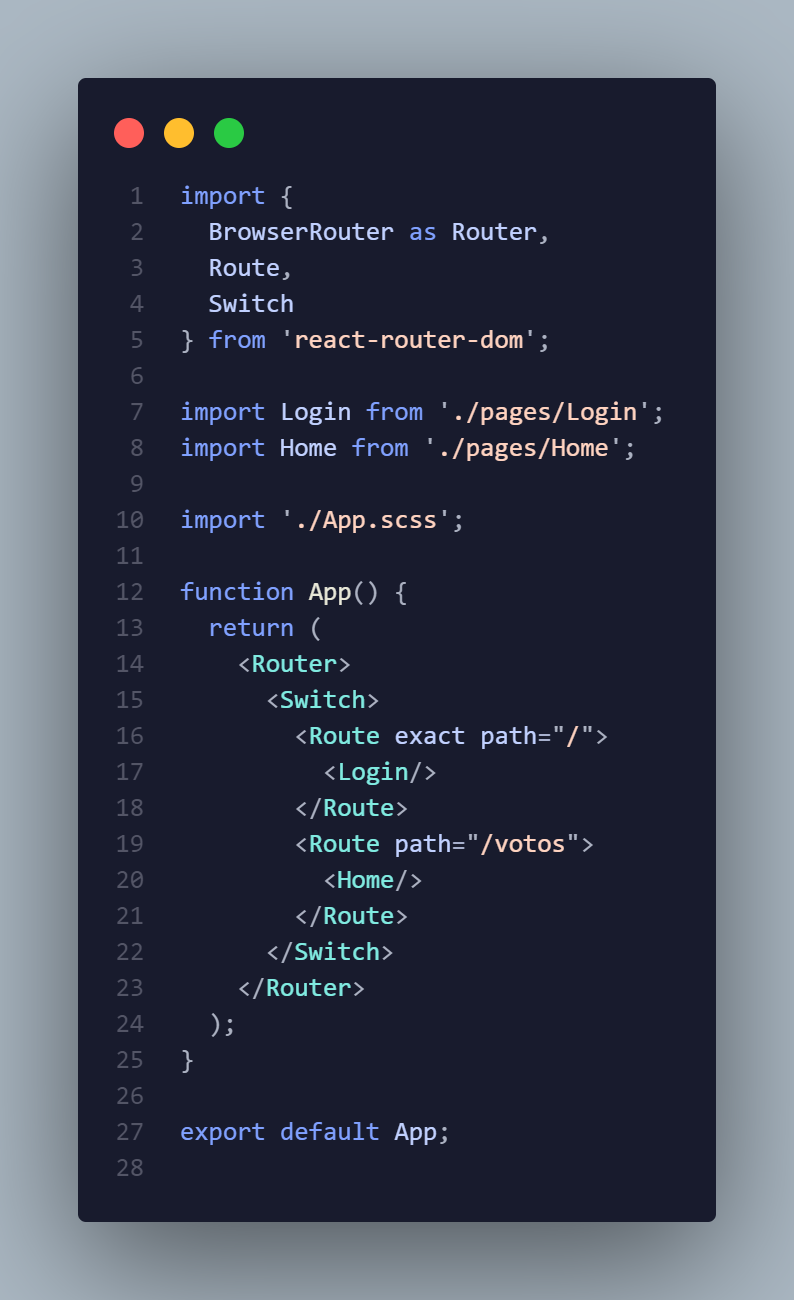 1 import {
2   BrowserRouter as Router,
3   Route,
4   Switch
5 } from 'react-router-dom';
6
7 import Login from './pages/Login';
8 import Home from './pages/Home';
9
10 import './App.scss';
11
12 function App() {
13   return (
14     <Router>
15       <Switch>
16         <Route exact path="/">
17           <Login/>
18         </Route>
19         <Route path="/votos">
20           <Home/>
21         </Route>
22       </Switch>
23     </Router>
24   );
25 }
26
27 export default App;
28